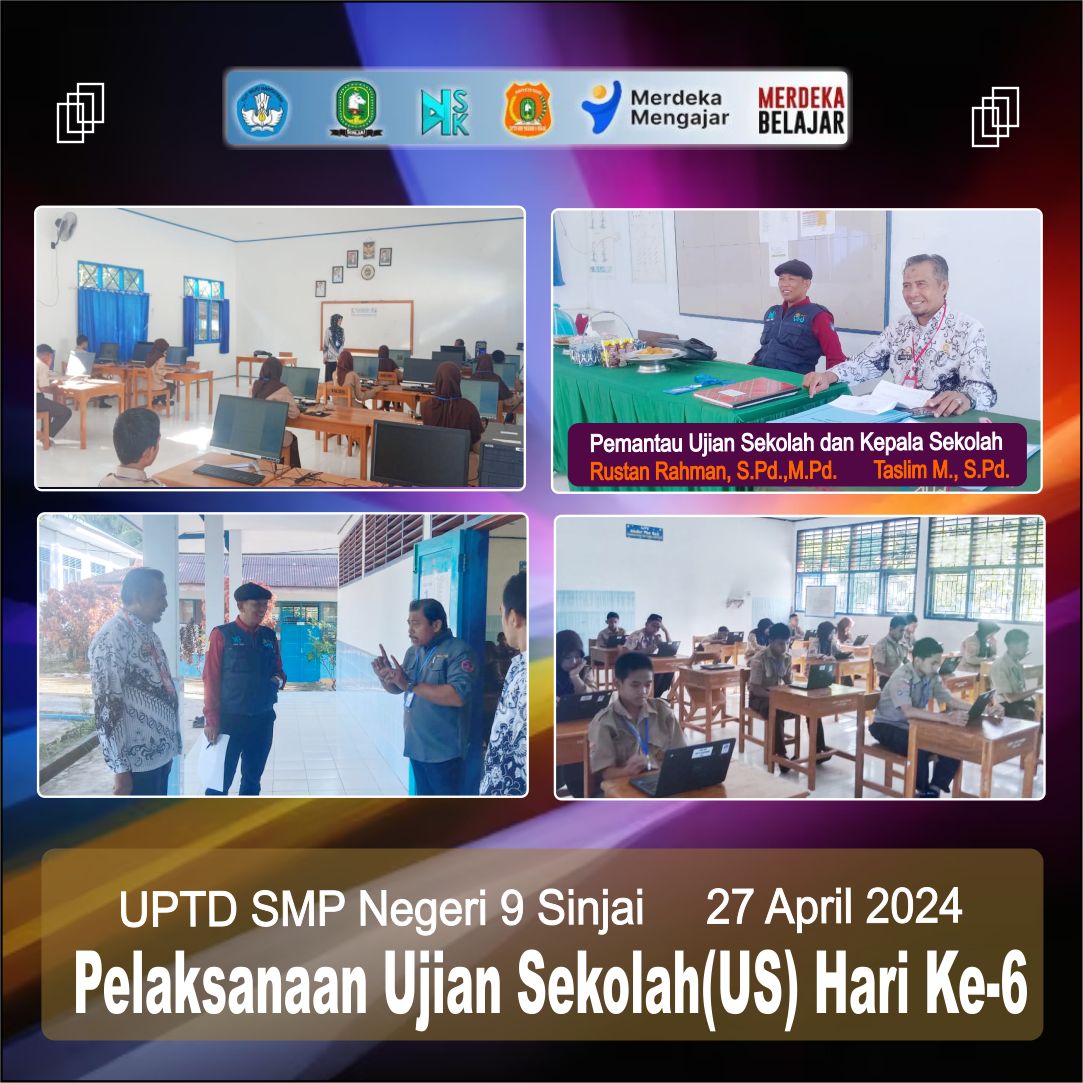 NSK
Merdeka
Mengajar
MERDEKA
BELAJAR
Pemantau Ujian Sekolah dan Kepala Sekolah
Rustan Rahman, S.Pd.,M.Pd. Taslim M., S.Pd.
UPTD SMP Negeri 9 Sinjai 27 April 2024
Pelaksanaan Ujian Sekolah(US) Hari Ke-6